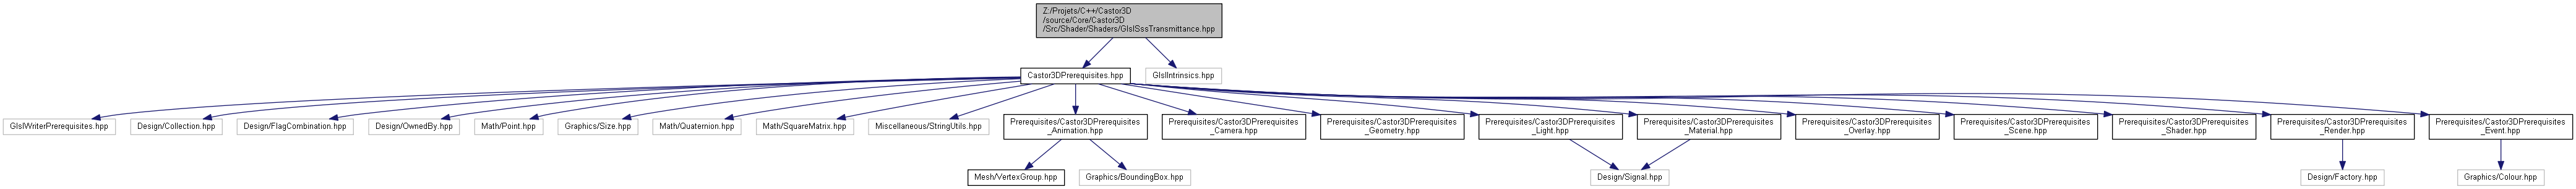 Z:/Projets/C++/Castor3D
/source/Core/Castor3D
/Src/Shader/Shaders/GlslSssTransmittance.hpp
Castor3DPrerequisites.hpp
GlslIntrinsics.hpp
GlslWriterPrerequisites.hpp
Design/Collection.hpp
Design/FlagCombination.hpp
Design/OwnedBy.hpp
Math/Point.hpp
Graphics/Size.hpp
Math/Quaternion.hpp
Math/SquareMatrix.hpp
Miscellaneous/StringUtils.hpp
Prerequisites/Castor3DPrerequisites
_Animation.hpp
Prerequisites/Castor3DPrerequisites
_Camera.hpp
Prerequisites/Castor3DPrerequisites
_Geometry.hpp
Prerequisites/Castor3DPrerequisites
_Light.hpp
Prerequisites/Castor3DPrerequisites
_Material.hpp
Prerequisites/Castor3DPrerequisites
_Overlay.hpp
Prerequisites/Castor3DPrerequisites
_Scene.hpp
Prerequisites/Castor3DPrerequisites
_Shader.hpp
Prerequisites/Castor3DPrerequisites
_Render.hpp
Prerequisites/Castor3DPrerequisites
_Event.hpp
Mesh/VertexGroup.hpp
Graphics/BoundingBox.hpp
Design/Signal.hpp
Design/Factory.hpp
Graphics/Colour.hpp